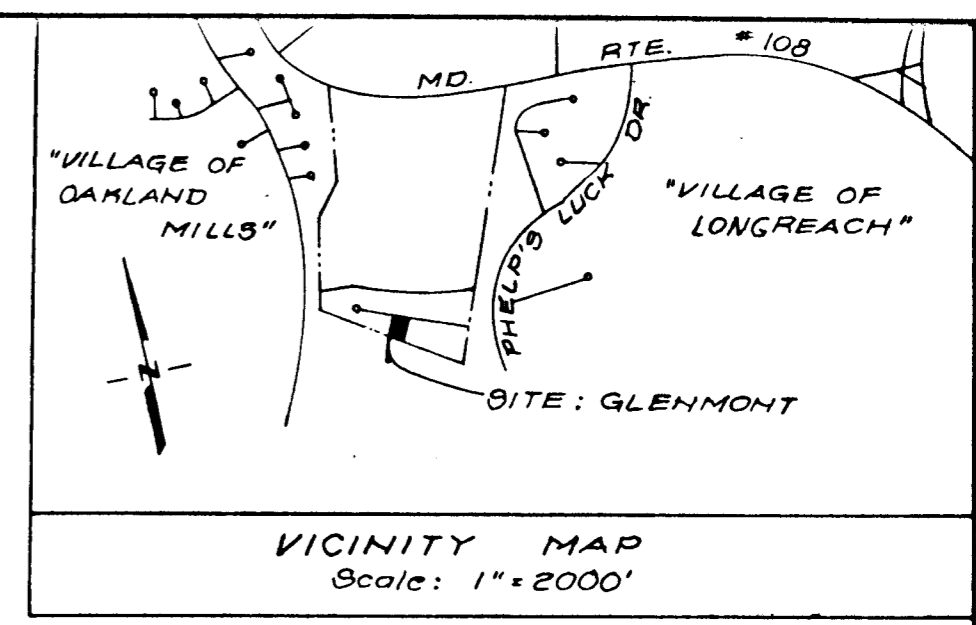 MD. RTE. # 108
"VILLAGE OF
OAKLAND
MILLS"
PHELP'S LUCK DR.
"VILLAGE OF
LONGREACH"
N
SITE: GLENMONT
VICINITY MAP
Scale: 1" = 2000'